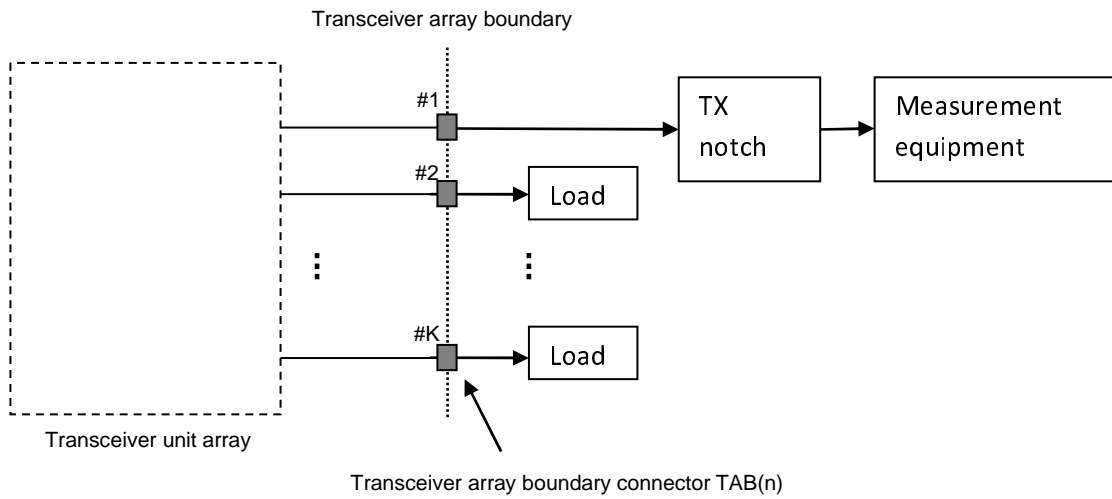 Transceiver array boundary
#1
TX
notch
Measurement
equipment
#2
Load
#K
Load
Transceiver unit array
Transceiver array boundary connector TAB(n)